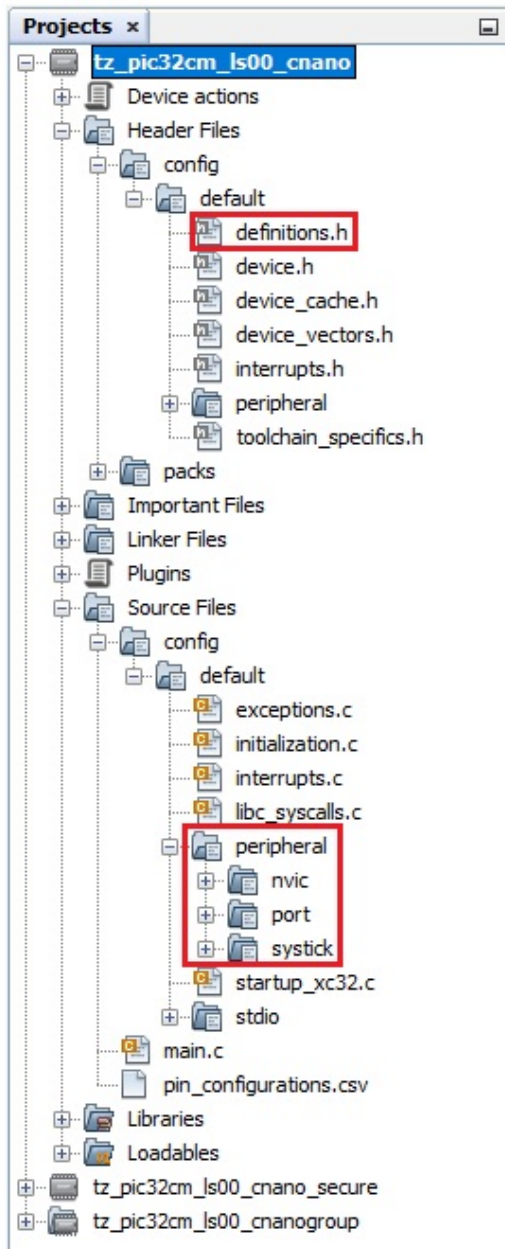 Projects ×
tz_pic32cm_ls00_cnano
Device actions
Header Files
config
default
definitions.h
device.h
device_cache.h
device_vectors.h
interrupts.h
peripheral
toolchain_specifics.h
packs
Important Files
Linker Files
Plugins
Source Files
config
default
exceptions.c
initialization.c
interrupts.c
libc_syscalls.c
peripheral
nvic
port
systick
startup_xc32.c
stdio
main.c
pin_configurations.csv
Libraries
Loadables
tz_pic32cm_ls00_cnano_secure
tz_pic32cm_ls00_cnanogroup